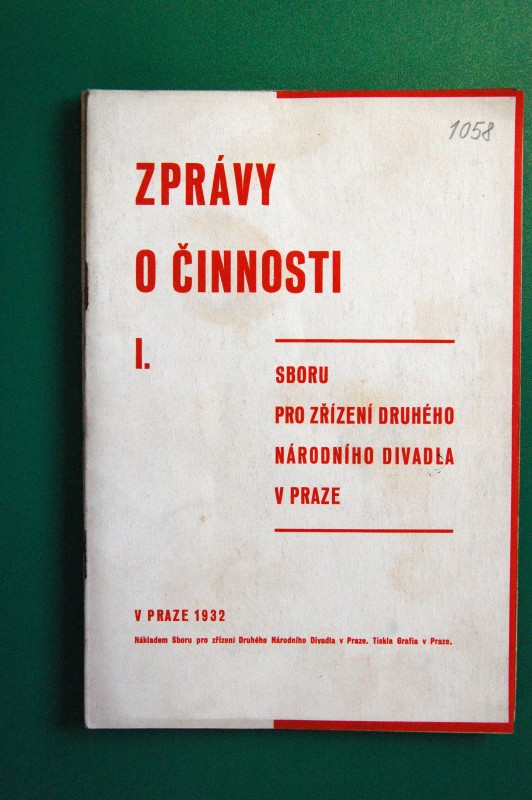 1058
ZPRÁVY
O ČINNOSTI
I.
SBORU
PRO ZŘÍZENÍ DRUHÉHO
NÁRODNÍHO DIVADLA
V PRAZE
V PRAZE 1932
Nákladem Sboru pro zřízení Druhého Národního Divadla v Praze. Tiskla Grafia v Praze.